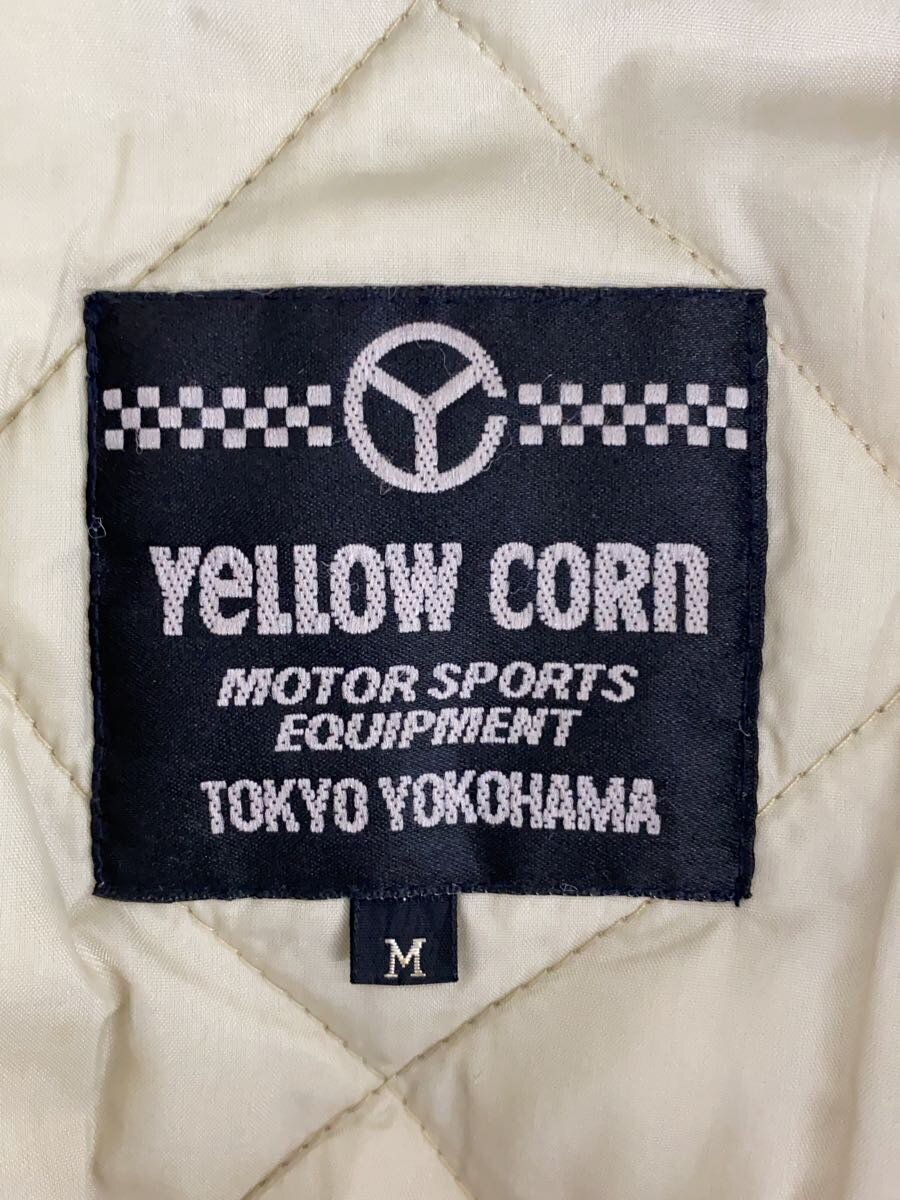 YeLLOW CORn
MOTOR SPORTS
EQUIPMENT
TOKYO YOKOHAMA
M